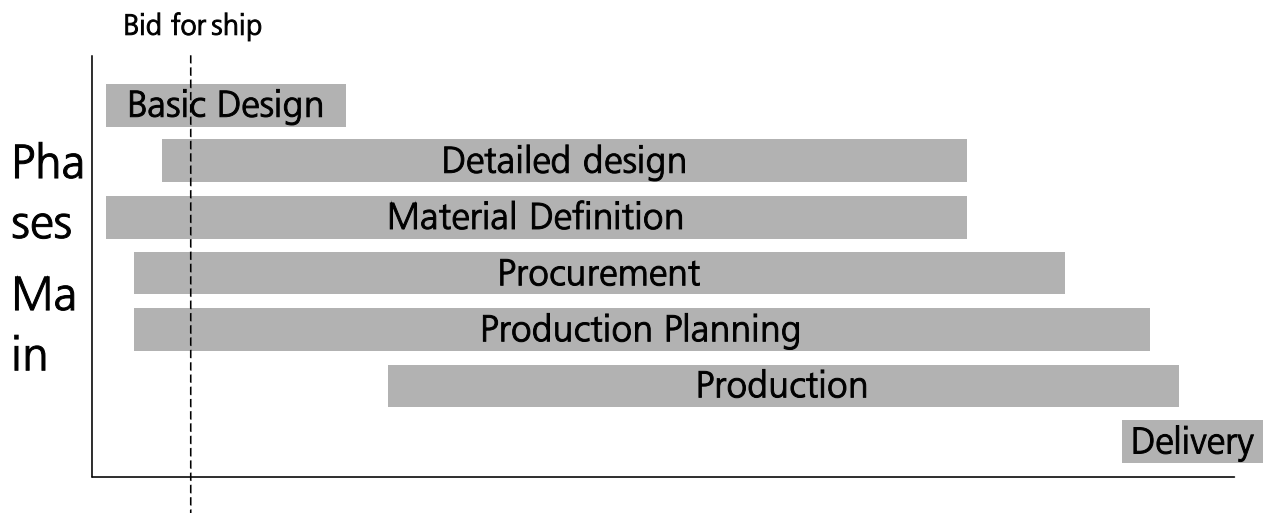 Bid for ship
Basic Design
Detailed design
Material Definition
Procurement
Production Planning
Production
Delivery
Pha
ses
Ma
in